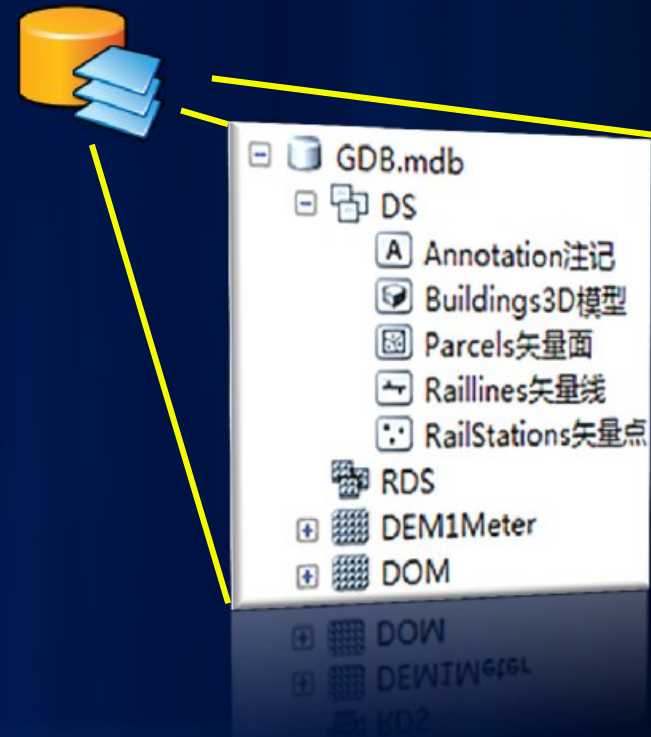 GDB.mdb
DS
A Annotation注记
Buildings3D模型
Parcels矢量面
Raillines矢量线
RailStations矢量点
RDS
DEM1Meter
DOM
DOM
DEM1Meter
RDS